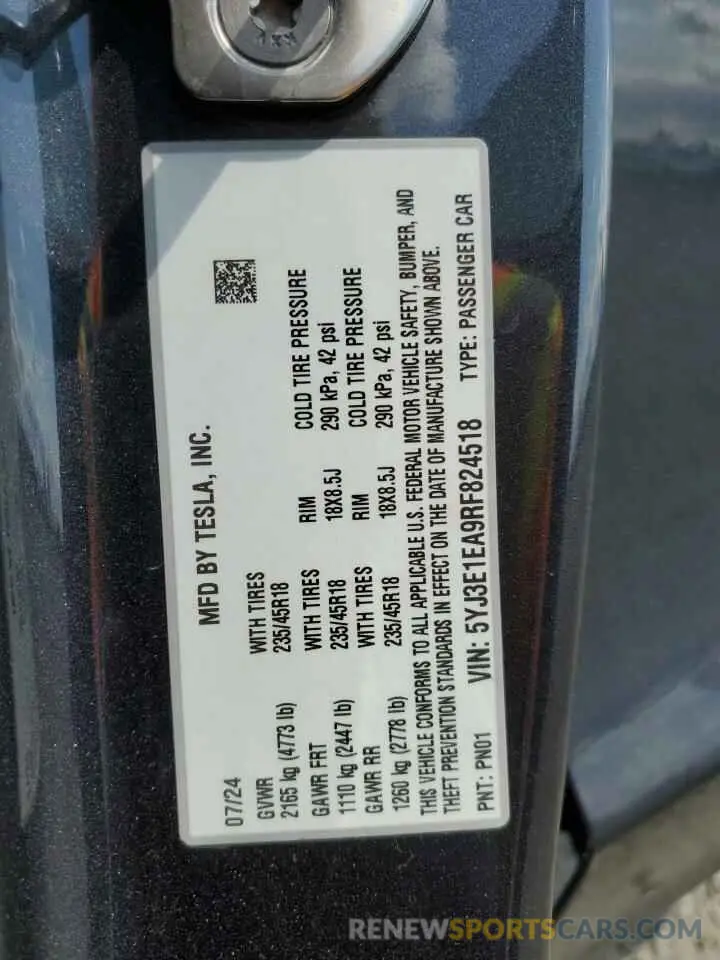 MFD BY TESLA, INC.
07/24
GVWR WITH TIRES RIM COLD TIRE PRESSURE
2165 kg (4773 lb) 235/45R18 18X8.5J 290 kPa, 42 psi
GAWR FRT WITH TIRES RIM COLD TIRE PRESSURE
1110 kg (2447 lb) 235/45R18 18X8.5J 290 kPa, 42 psi
GAWR RR WITH TIRES
1260 kg (2778 lb) 235/45R18
THIS VEHICLE CONFORMS TO ALL APPLICABLE U.S. FEDERAL MOTOR VEHICLE SAFETY, BUMPER, AND
THEFT PREVENTION STANDARDS IN EFFECT ON THE DATE OF MANUFACTURE SHOWN ABOVE.
PNT: PN01 VIN: 5YJ3E1EA9RF824518 TYPE: PASSENGER CAR
RENEWSPORTSCARS.COM